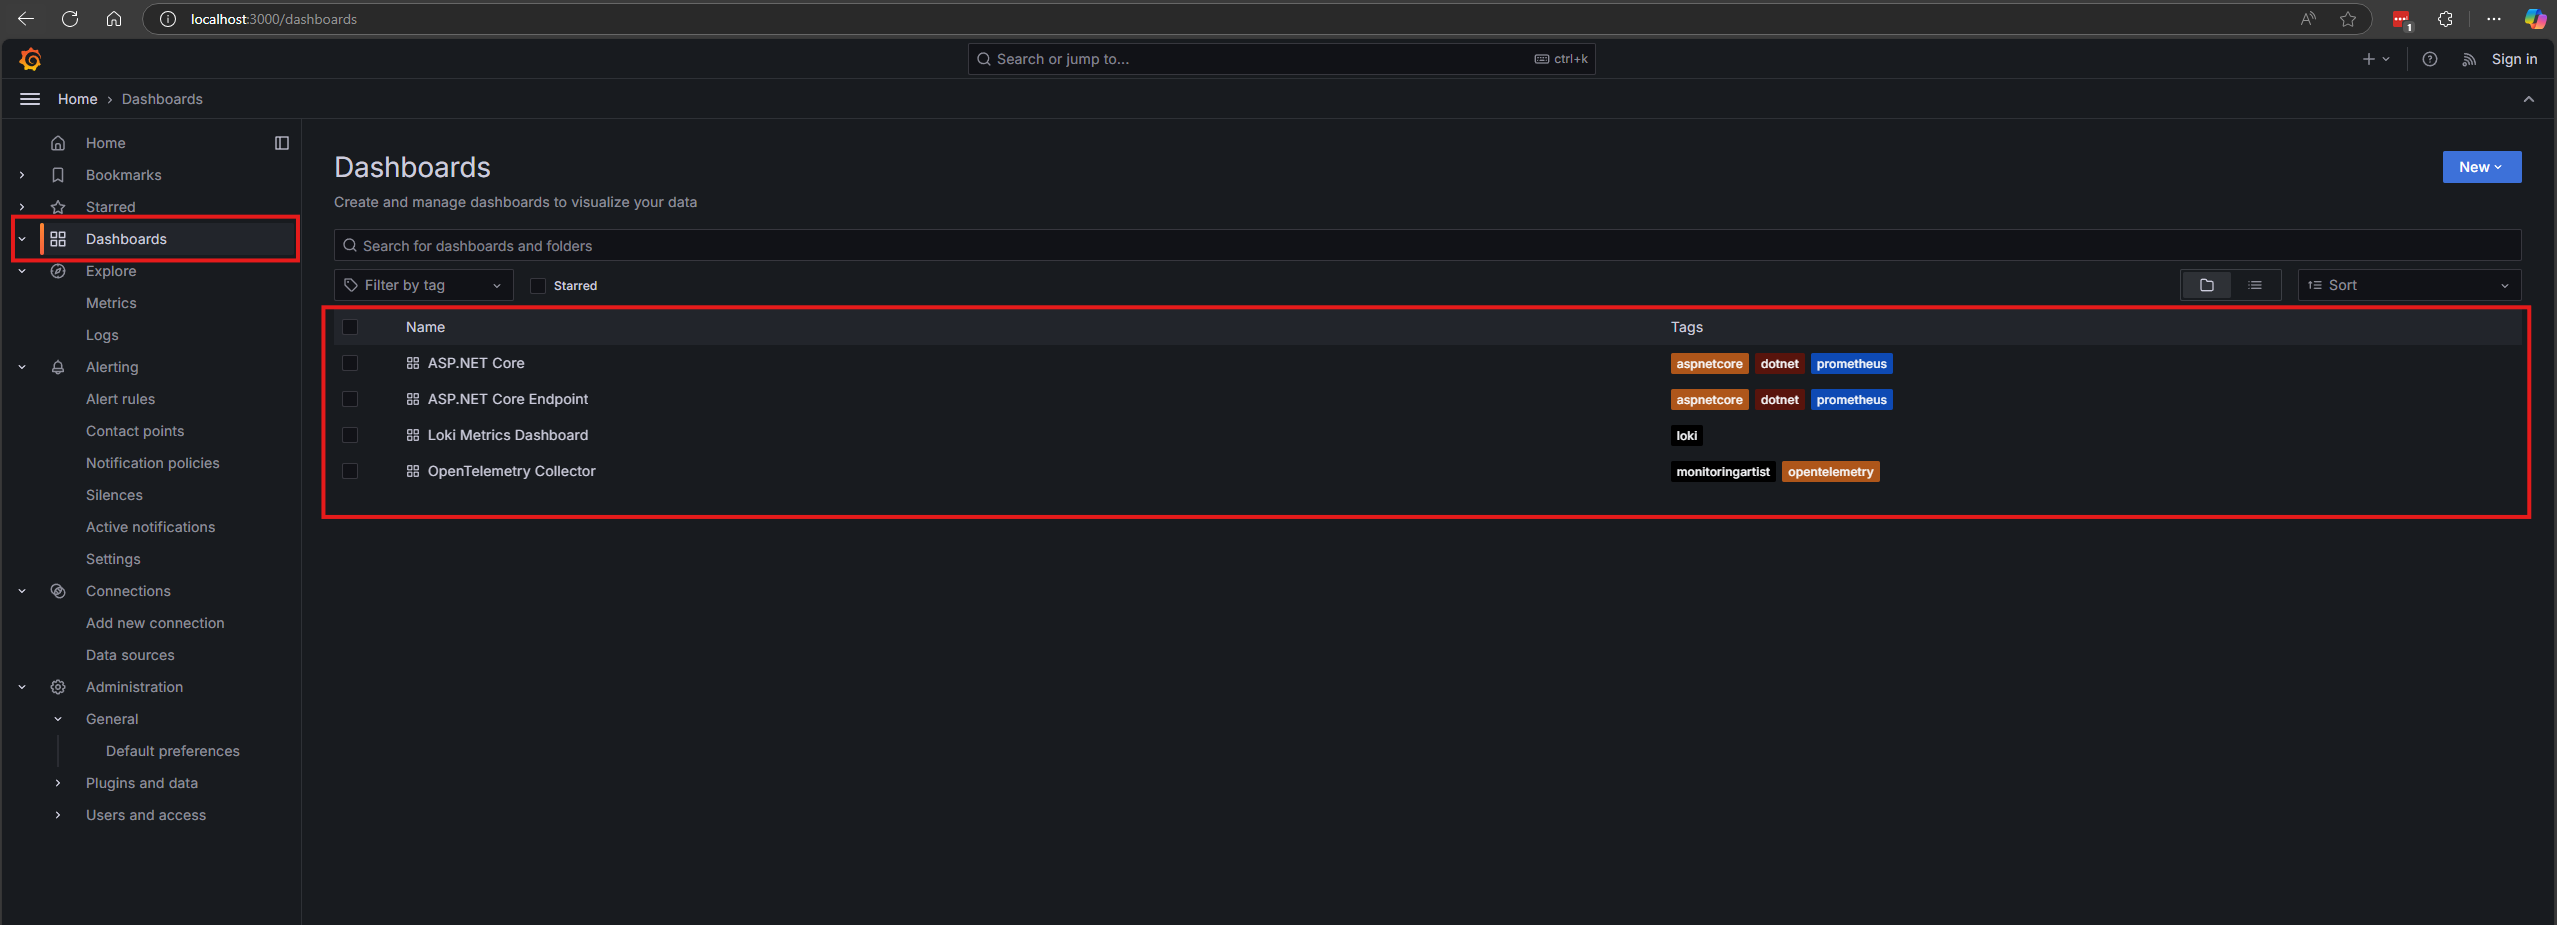 localhost:3000/dashboards
1
Search or jump to...
ctrl+k
Sign in
Home › Dashboards
Home
Bookmarks
Starred
Dashboards
Explore
Metrics
Logs
Alerting
Alert rules
Contact points
Notification policies
Silences
Active notifications
Settings
Connections
Add new connection
Data sources
Administration
General
Default preferences
Plugins and data
Users and access
Dashboards
New
Create and manage dashboards to visualize your data
Search for dashboards and folders
Filter by tag
Starred
Sort
Name Tags
ASP.NET Core aspnetcore dotnet prometheus
ASP.NET Core Endpoint aspnetcore dotnet prometheus
Loki Metrics Dashboard loki
OpenTelemetry Collector monitoringartist opentelemetry